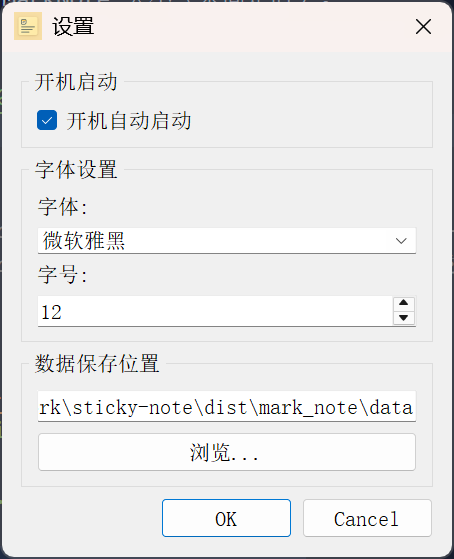 设置
开机启动
开机自动启动
字体设置
字体:
微软雅黑
字号:
12
数据保存位置
rk\sticky-note\dist\mark_note\data
浏览...
OK
Cancel